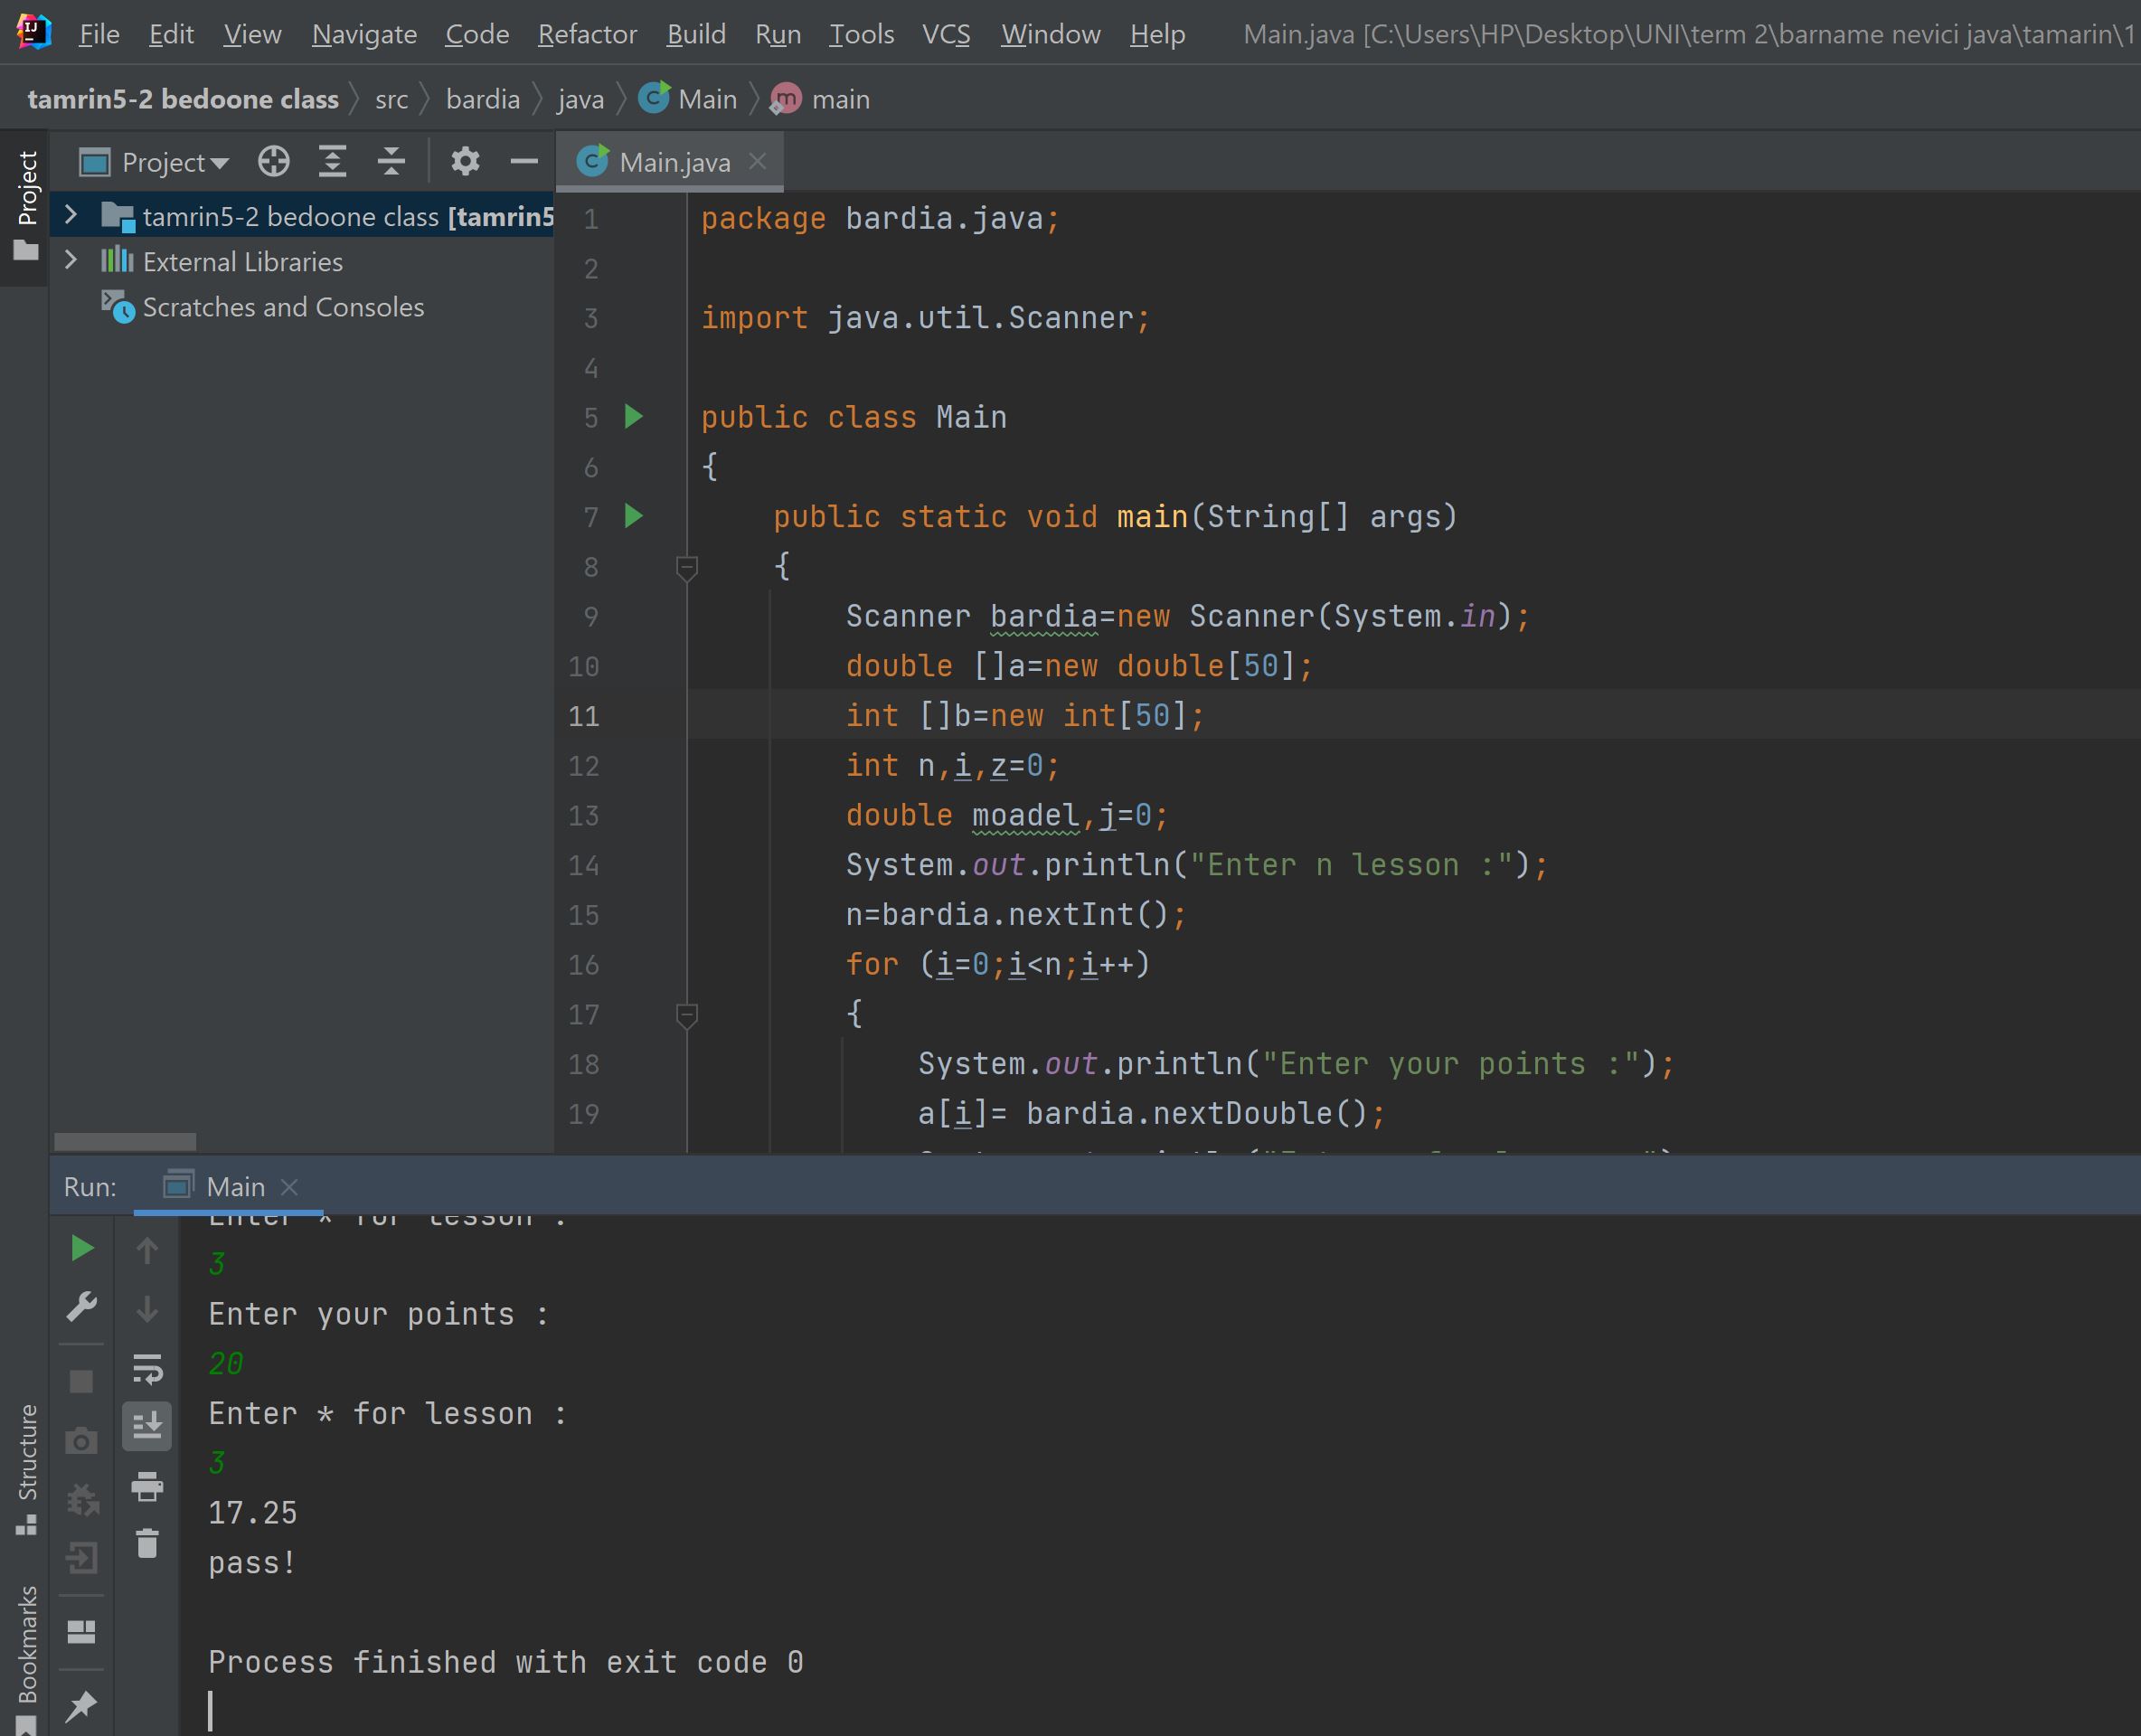 File Edit View Navigate Code Refactor Build Run Tools VCS Window Help Main.java [C:\Users\HP\Desktop\UNI\term 2\barname nevici java\tamarin\1
tamrin5-2 bedoone class src bardia java Main main
Project
Project
Main.java
tamrin5-2 bedoone class [tamrin5
External Libraries
Scratches and Consoles
1 package bardia.java;
2
3 import java.util.Scanner;
4
5 public class Main
6 {
7 public static void main(String[] args)
8 {
9 Scanner bardia=new Scanner(System.in);
10 double []a=new double[50];
11 int []b=new int[50];
12 int n,i,z=0;
13 double moadel,j=0;
14 System.out.println("Enter n lesson :");
15 n=bardia.nextInt();
16 for (i=0;i<n;i++)
17 {
18 System.out.println("Enter your points :");
19 a[i]= bardia.nextDouble();
Run: Main
Enter * for lesson :
3
Enter your points :
20
Enter * for lesson :
3
17.25
pass!
Process finished with exit code 0
Structure
Bookmarks